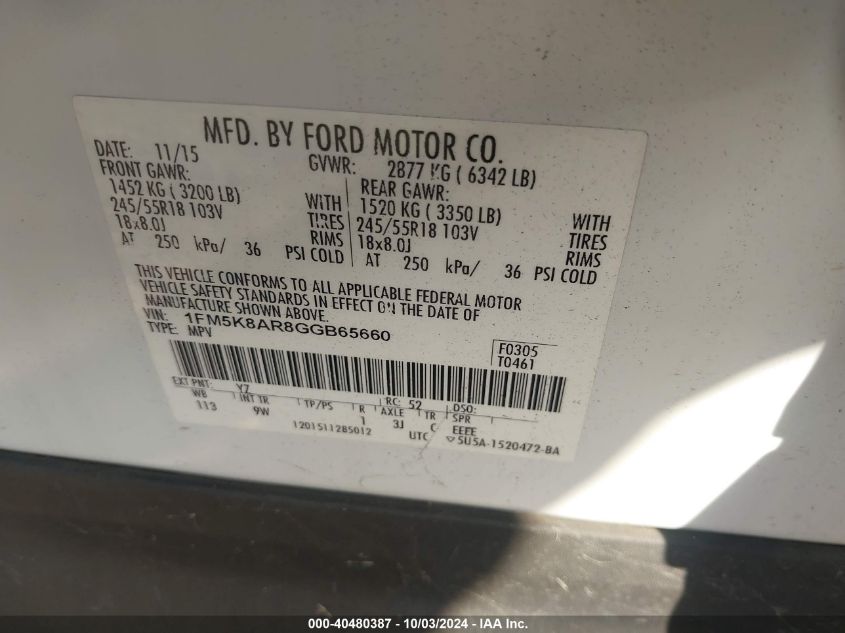 MFD. BY FORD MOTOR CO.
DATE: 11/15 GVWR: 2877 KG ( 6342 LB)
FRONT GAWR: REAR GAWR:
1452 KG ( 3200 LB) WITH 1520 KG ( 3350 LB) WITH
245/55R18 103V TIRES 245/55R18 103V TIRES
18x8.0J RIMS 18x8.0J RIMS
AT 250 kPa/ 36 PSI COLD AT 250 kPa/ 36 PSI COLD
THIS VEHICLE CONFORMS TO ALL APPLICABLE FEDERAL MOTOR
VEHICLE SAFETY STANDARDS IN EFFECT ON THE DATE OF
MANUFACTURE SHOWN ABOVE.
VIN: 1FM5K8AR8GGB65660
TYPE: MPV
F0305
T0461
EXT PNT: YZ RC: 52 DSO:
WB INT TR TP/PS R AXLE TR SPR
113 9W 1 3J C EEEE
1201511285012 UTC ▽5U5A-1520472-BA
000-40480387 - 10/03/2024 - IAA Inc.